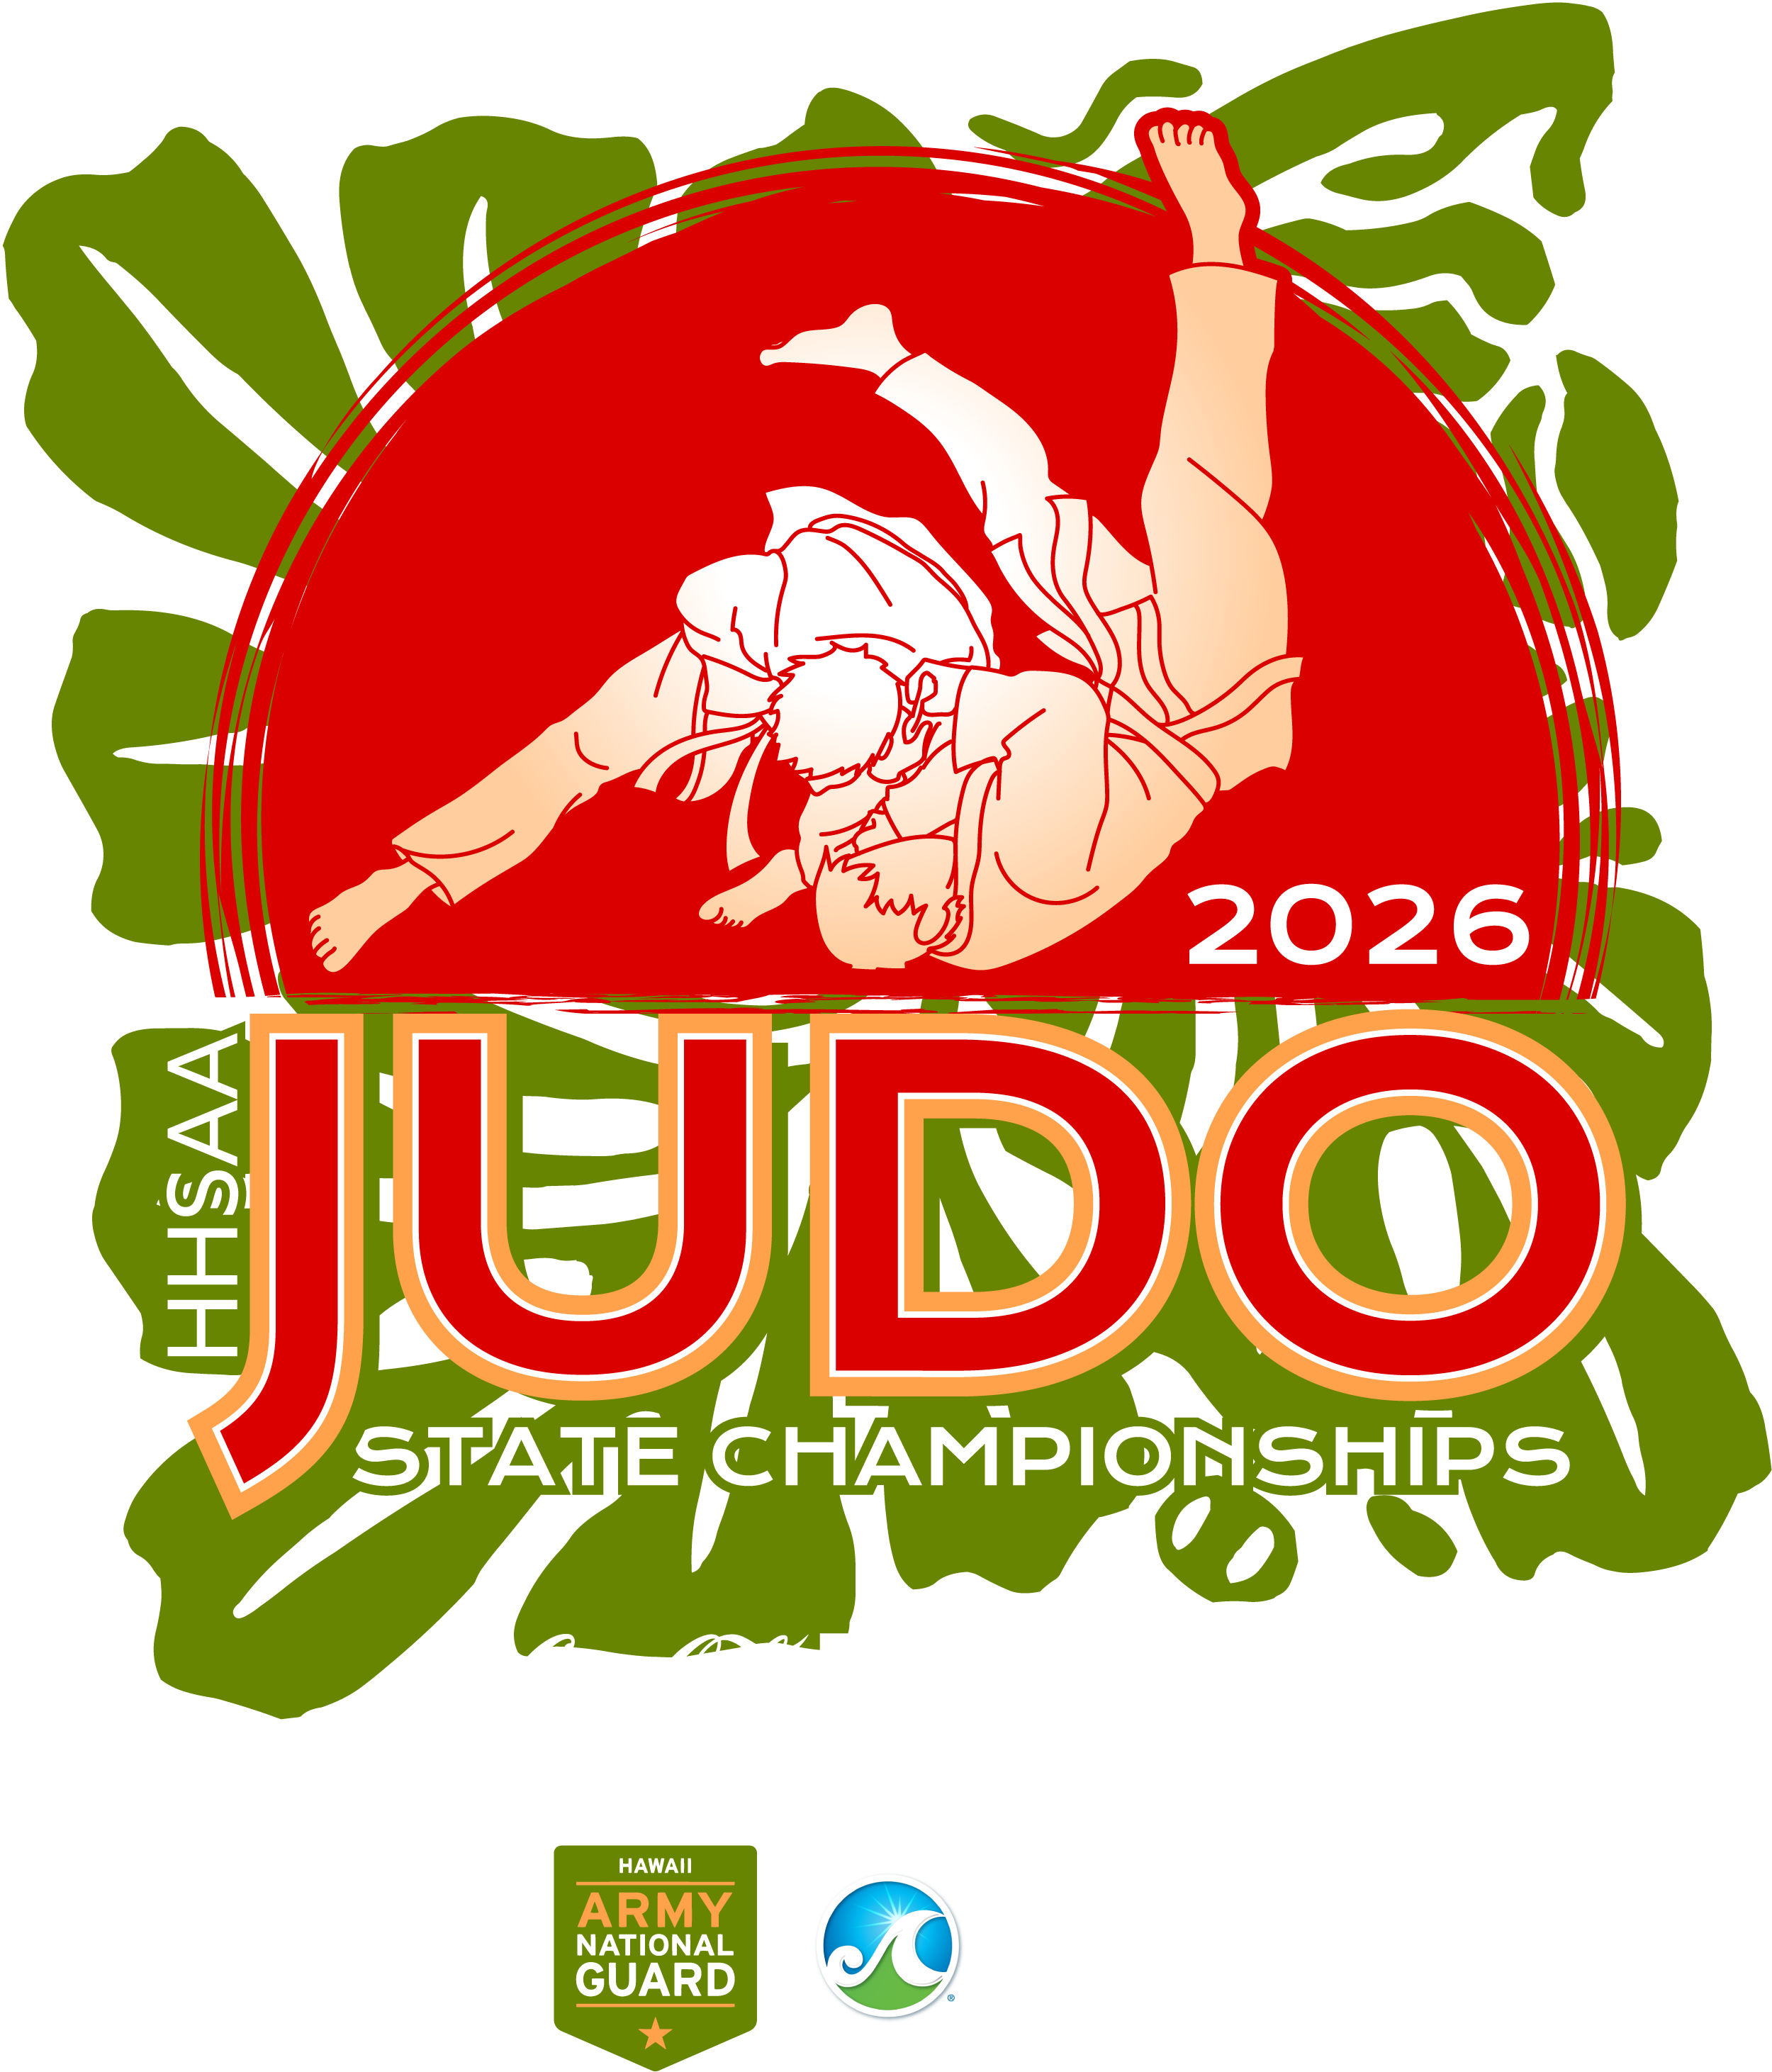 2026
HHSAA
JUDO
STATE CHAMPIONSHIPS
HAWAII
ARMY
NATIONAL
GUARD
®